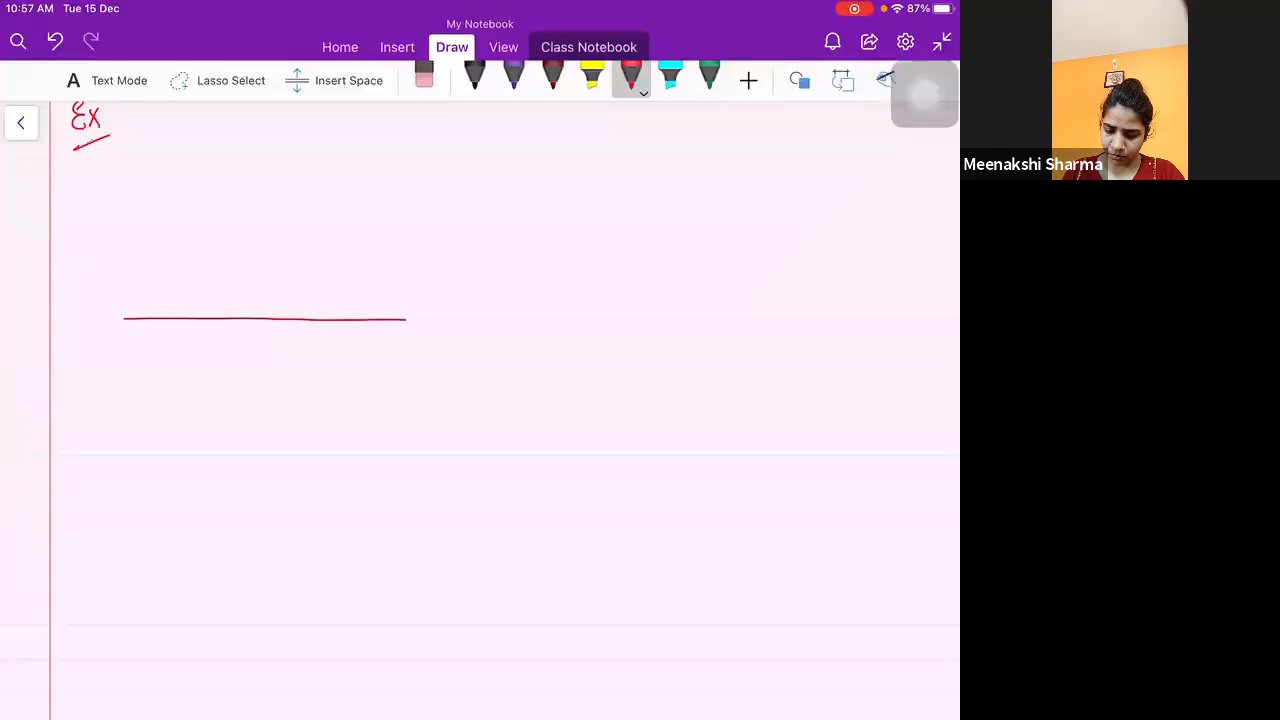 10:57 AM Tue 15 Dec
87%
My Notebook
Home Insert Draw View Class Notebook
A Text Mode Lasso Select Insert Space
Ex
Meenakshi Sharma